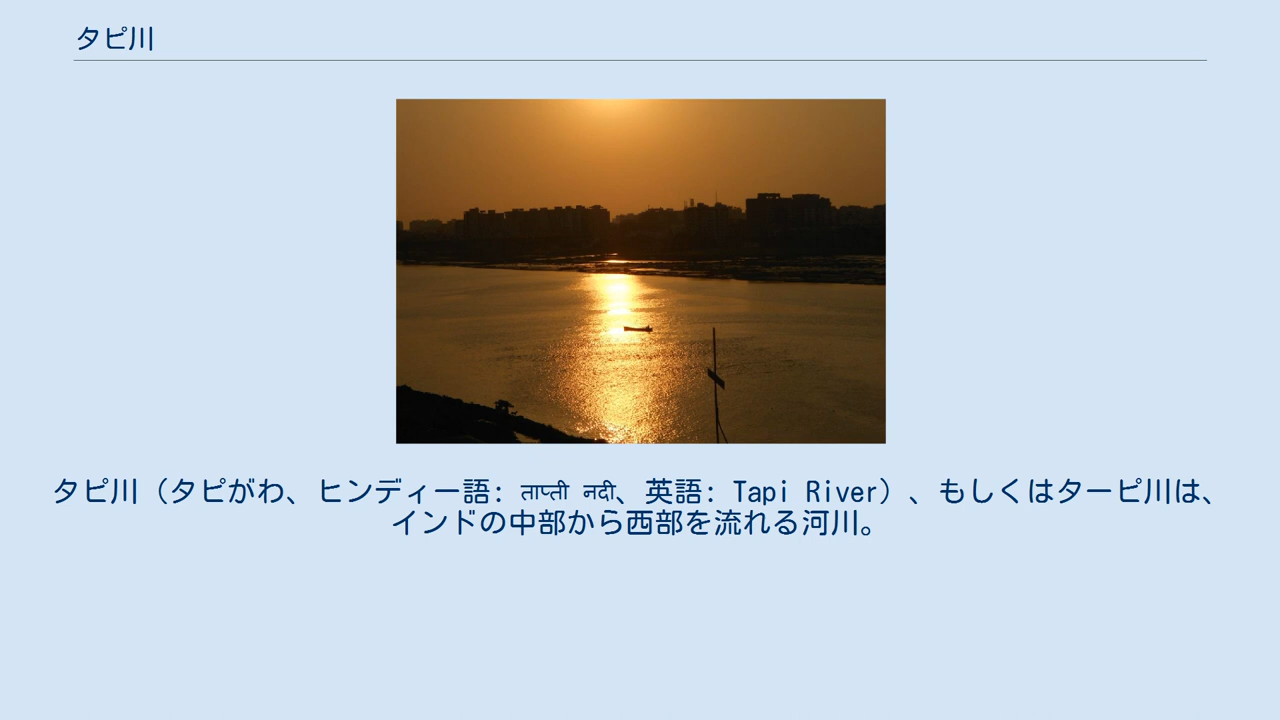 タピ川
タピ川（タピがわ、ヒンディー語: ताप्ती नदी、英語: Tapi River）、もしくはターピ川は、
インドの中部から西部を流れる河川。